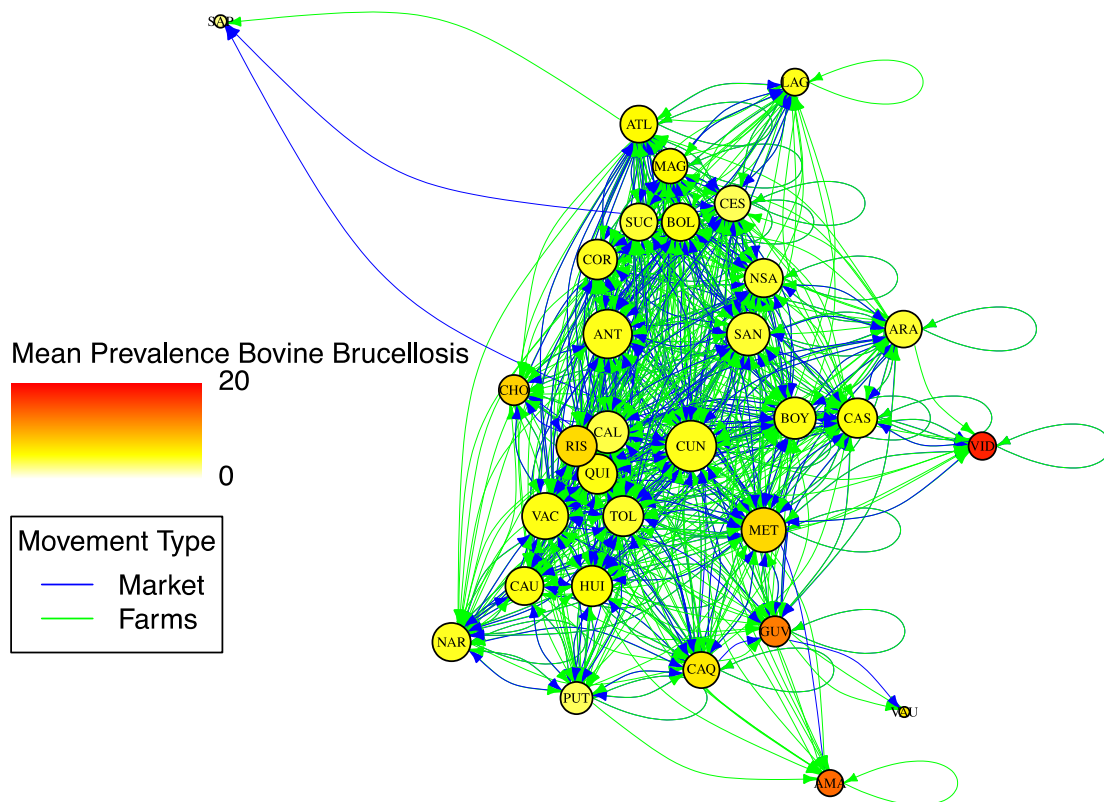 SAP
LAG
ATL
MAG
CES
SUC
BOL
COR
NSA
ANT
SAN
ARA
Mean Prevalence Bovine Brucellosis
20
0
CHO
BOY
CAS
RIS
CAL
CUN
VID
QUI
VAC
TOL
MET
Movement Type
Market
Farms
CAU
HUI
GUV
NAR
CAQ
PUT
VAU
AMA